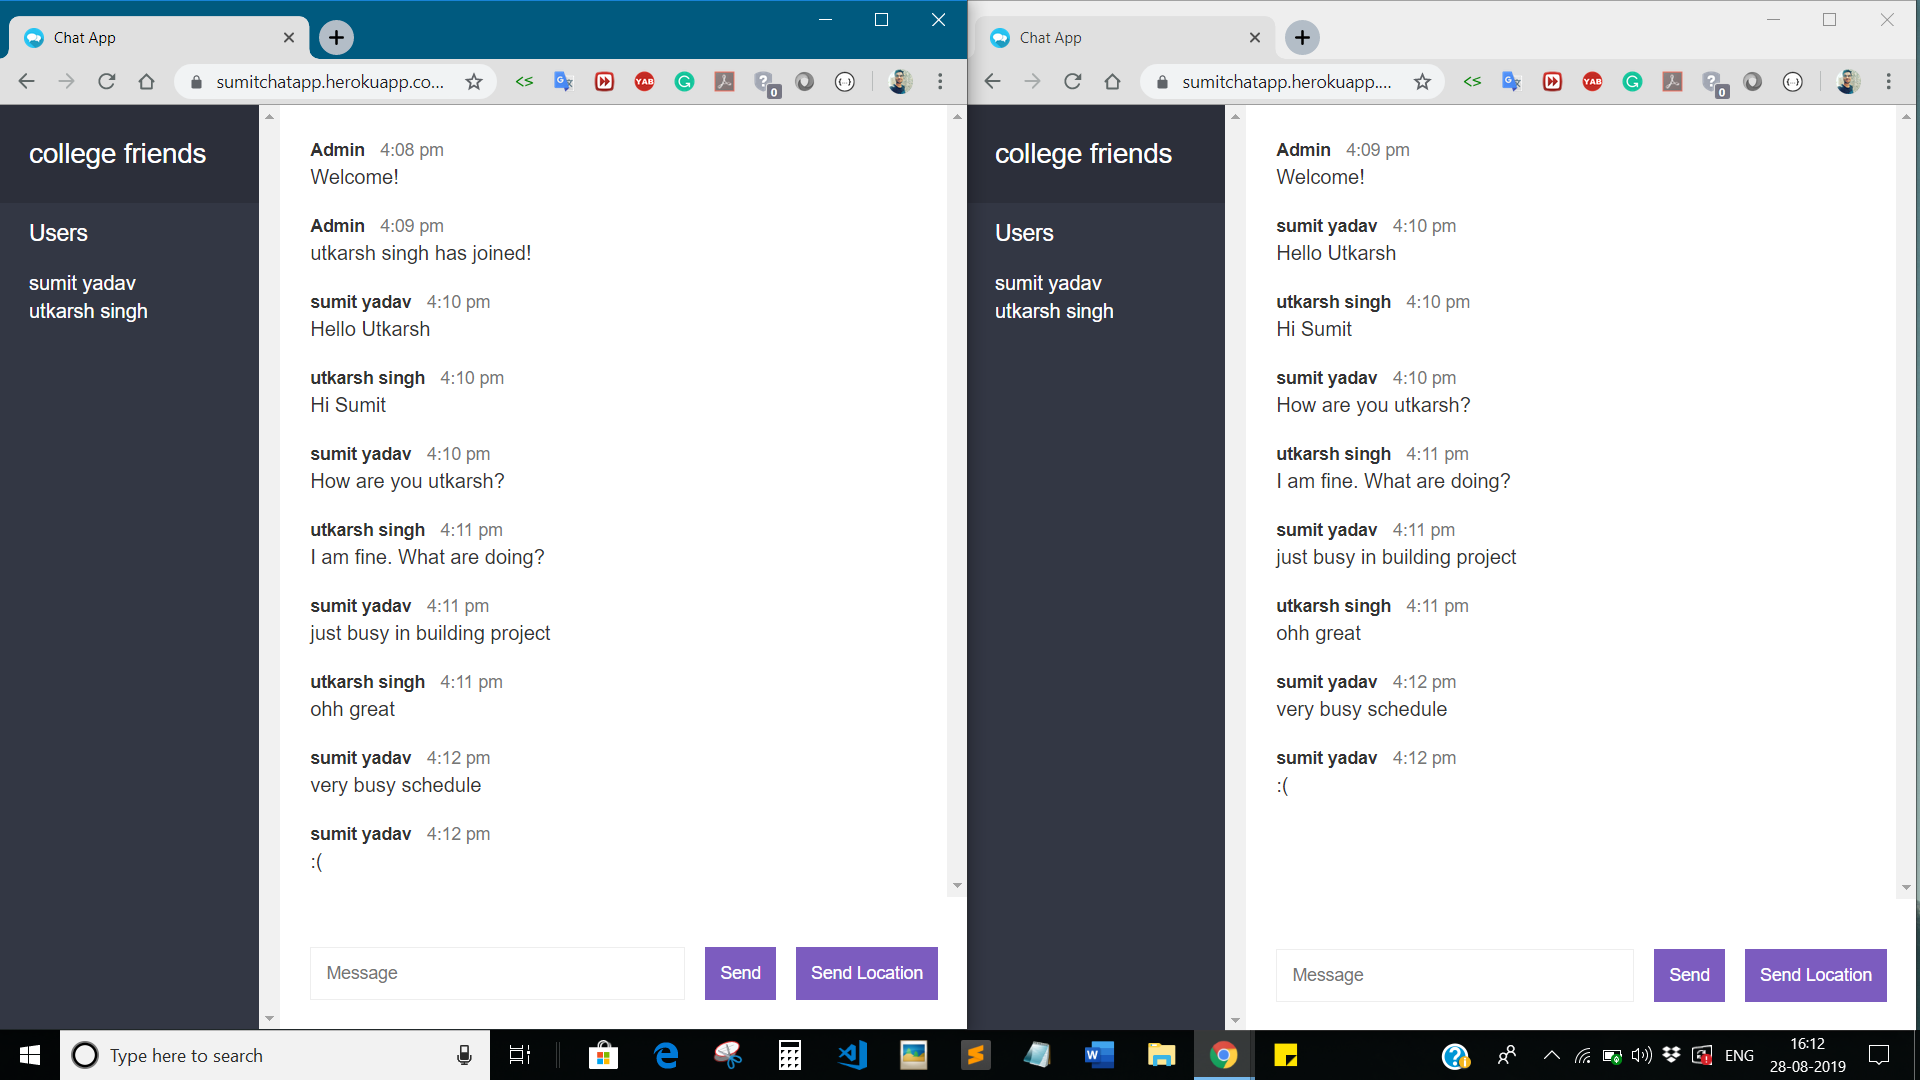 Chat App
sumitchatapp.herokuapp.co...
college friends
Users
sumit yadav
utkarsh singh
Admin 4:08 pm
Welcome!
Admin 4:09 pm
utkarsh singh has joined!
sumit yadav 4:10 pm
Hello Utkarsh
utkarsh singh 4:10 pm
Hi Sumit
sumit yadav 4:10 pm
How are you utkarsh?
utkarsh singh 4:11 pm
I am fine. What are doing?
sumit yadav 4:11 pm
just busy in building project
utkarsh singh 4:11 pm
ohh great
sumit yadav 4:12 pm
very busy schedule
sumit yadav 4:12 pm
:(
Message Send Send Location
Chat App
sumitchatapp.herokuapp....
college friends
Users
sumit yadav
utkarsh singh
Admin 4:09 pm
Welcome!
sumit yadav 4:10 pm
Hello Utkarsh
utkarsh singh 4:10 pm
Hi Sumit
sumit yadav 4:10 pm
How are you utkarsh?
utkarsh singh 4:11 pm
I am fine. What are doing?
sumit yadav 4:11 pm
just busy in building project
utkarsh singh 4:11 pm
ohh great
sumit yadav 4:12 pm
very busy schedule
sumit yadav 4:12 pm
:(
Message Send Send Location
Type here to search
ENG
16:12
28-08-2019